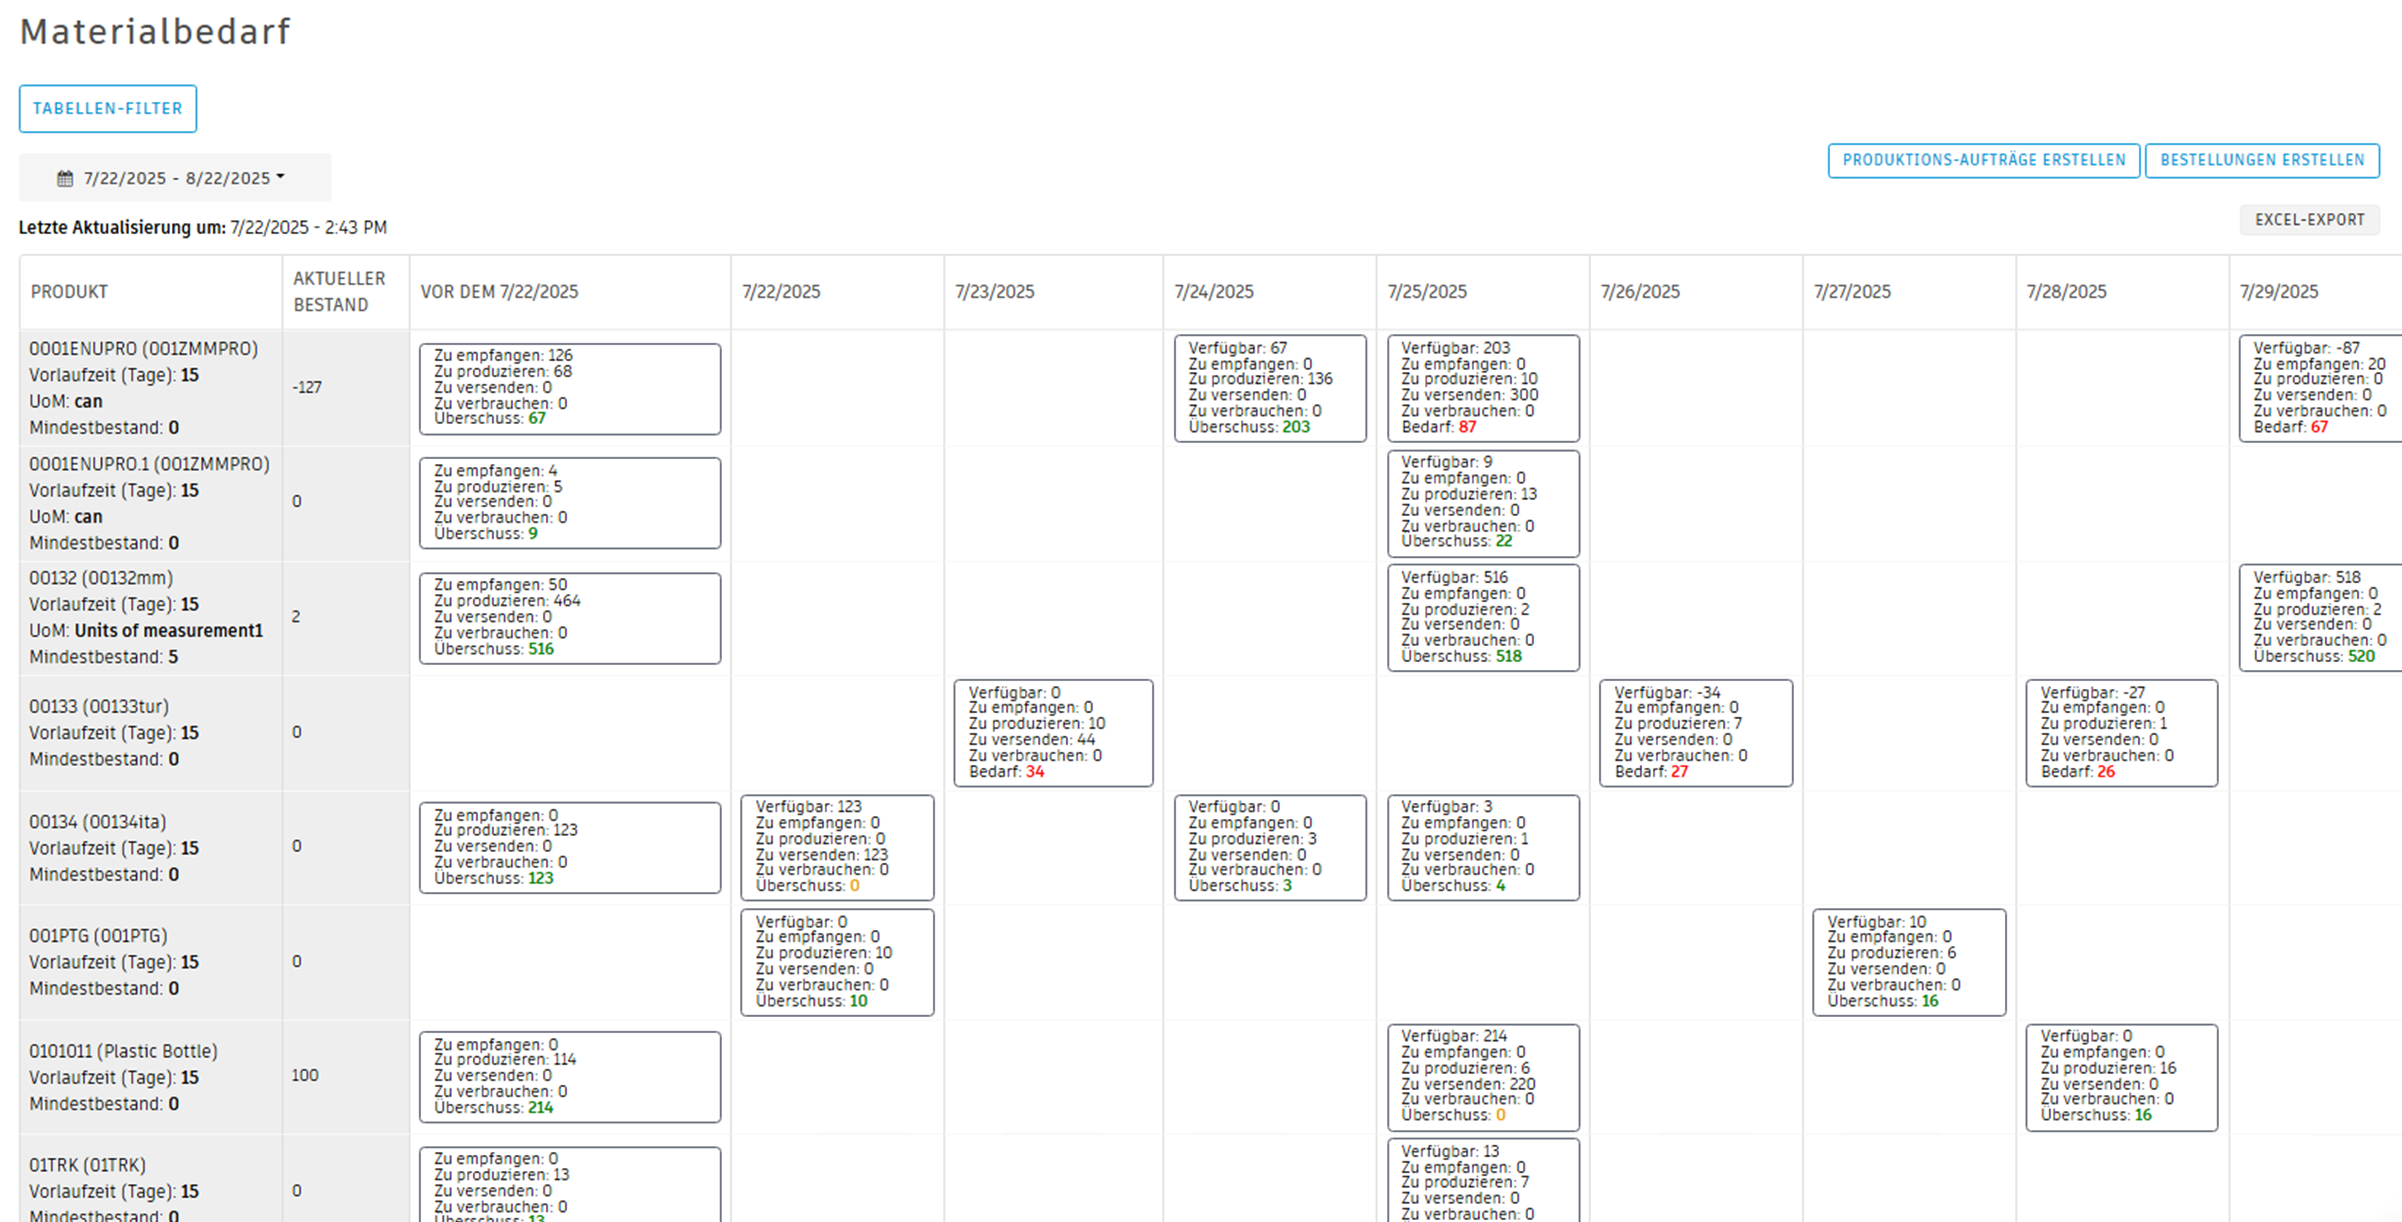 Materialbedarf
TABELLEN-FILTER
7/22/2025 - 8/22/2025
PRODUKTIONS-AUFTRÄGE ERSTELLEN
BESTELLUNGEN ERSTELLEN
Letzte Aktualisierung um: 7/22/2025 - 2:43 PM
EXCEL-EXPORT
PRODUKT
AKTUELLER
BESTAND
VOR DEM 7/22/2025
7/22/2025
7/23/2025
7/24/2025
7/25/2025
7/26/2025
7/27/2025
7/28/2025
7/29/2025
0001ENUPRO (001ZMMPRO)
Vorlaufzeit (Tage): 15
UoM: can
Mindestbestand: 0
-127
Zu empfangen: 126
Zu produzieren: 68
Zu versenden: 0
Zu verbrauchen: 0
Überschuss: 67
Verfügbar: 67
Zu empfangen: 0
Zu produzieren: 136
Zu versenden: 0
Zu verbrauchen: 0
Überschuss: 203
Verfügbar: 203
Zu empfangen: 0
Zu produzieren: 10
Zu versenden: 300
Zu verbrauchen: 0
Bedarf: 87
Verfügbar: -87
Zu empfangen: 20
Zu produzieren: 0
Zu versenden: 0
Zu verbrauchen: 0
Bedarf: 67
0001ENUPRO.1 (001ZMMPRO)
Vorlaufzeit (Tage): 15
UoM: can
Mindestbestand: 0
0
Zu empfangen: 4
Zu produzieren: 5
Zu versenden: 0
Zu verbrauchen: 0
Überschuss: 9
Verfügbar: 9
Zu empfangen: 0
Zu produzieren: 13
Zu versenden: 0
Zu verbrauchen: 0
Überschuss: 22
00132 (00132mm)
Vorlaufzeit (Tage): 15
UoM: Units of measurement1
Mindestbestand: 5
2
Zu empfangen: 50
Zu produzieren: 464
Zu versenden: 0
Zu verbrauchen: 0
Überschuss: 516
Verfügbar: 516
Zu empfangen: 0
Zu produzieren: 2
Zu versenden: 0
Zu verbrauchen: 0
Überschuss: 518
Verfügbar: 518
Zu empfangen: 0
Zu produzieren: 2
Zu versenden: 0
Zu verbrauchen: 0
Überschuss: 520
00133 (00133tur)
Vorlaufzeit (Tage): 15
Mindestbestand: 0
0
Verfügbar: 0
Zu empfangen: 0
Zu produzieren: 10
Zu versenden: 44
Zu verbrauchen: 0
Bedarf: 34
Verfügbar: -34
Zu empfangen: 0
Zu produzieren: 7
Zu versenden: 0
Zu verbrauchen: 0
Bedarf: 27
Verfügbar: -27
Zu empfangen: 0
Zu produzieren: 1
Zu versenden: 0
Zu verbrauchen: 0
Bedarf: 26
00134 (00134ita)
Vorlaufzeit (Tage): 15
Mindestbestand: 0
0
Zu empfangen: 0
Zu produzieren: 123
Zu versenden: 0
Zu verbrauchen: 0
Überschuss: 123
Verfügbar: 123
Zu empfangen: 0
Zu produzieren: 0
Zu versenden: 123
Zu verbrauchen: 0
Überschuss: 0
Verfügbar: 0
Zu empfangen: 0
Zu produzieren: 3
Zu versenden: 0
Zu verbrauchen: 0
Überschuss: 3
Verfügbar: 3
Zu empfangen: 0
Zu produzieren: 1
Zu versenden: 0
Zu verbrauchen: 0
Überschuss: 4
001PTG (001PTG)
Vorlaufzeit (Tage): 15
Mindestbestand: 0
0
Verfügbar: 0
Zu empfangen: 0
Zu produzieren: 10
Zu versenden: 0
Zu verbrauchen: 0
Überschuss: 10
Verfügbar: 10
Zu empfangen: 0
Zu produzieren: 6
Zu versenden: 0
Zu verbrauchen: 0
Überschuss: 16
0101011 (Plastic Bottle)
Vorlaufzeit (Tage): 15
Mindestbestand: 0
100
Zu empfangen: 0
Zu produzieren: 114
Zu versenden: 0
Zu verbrauchen: 0
Überschuss: 214
Verfügbar: 214
Zu empfangen: 0
Zu produzieren: 6
Zu versenden: 220
Zu verbrauchen: 0
Überschuss: 0
Verfügbar: 0
Zu empfangen: 0
Zu produzieren: 16
Zu versenden: 0
Zu verbrauchen: 0
Überschuss: 16
01TRK (01TRK)
Vorlaufzeit (Tage): 15
Mindestbestand: 0
0
Zu empfangen: 0
Zu produzieren: 13
Zu versenden: 0
Zu verbrauchen: 0
Überschuss: 13
Verfügbar: 13
Zu empfangen: 0
Zu produzieren: 7
Zu versenden: 0
Zu verbrauchen: 0